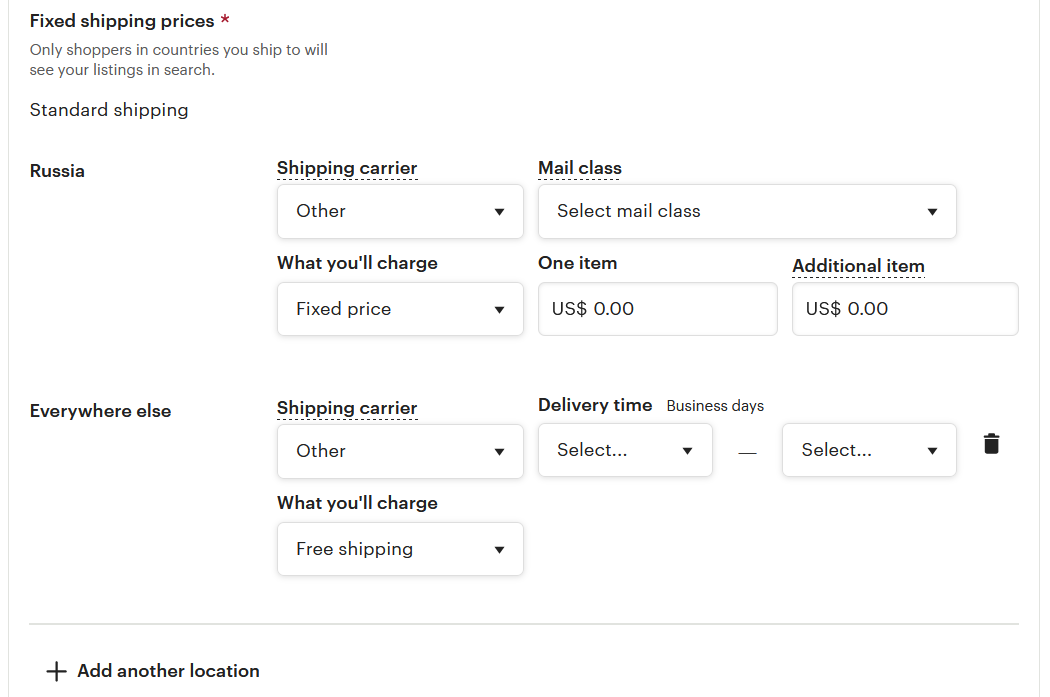 Fixed shipping prices *
Only shoppers in countries you ship to will
see your listings in search.
Standard shipping
Russia
Shipping carrier
Mail class
Other
Select mail class
What you'll charge
One item
Additional item
Fixed price
US$ 0.00
US$ 0.00
Everywhere else
Shipping carrier
Delivery time Business days
Other
Select...
—
Select...
What you'll charge
Free shipping
Add another location